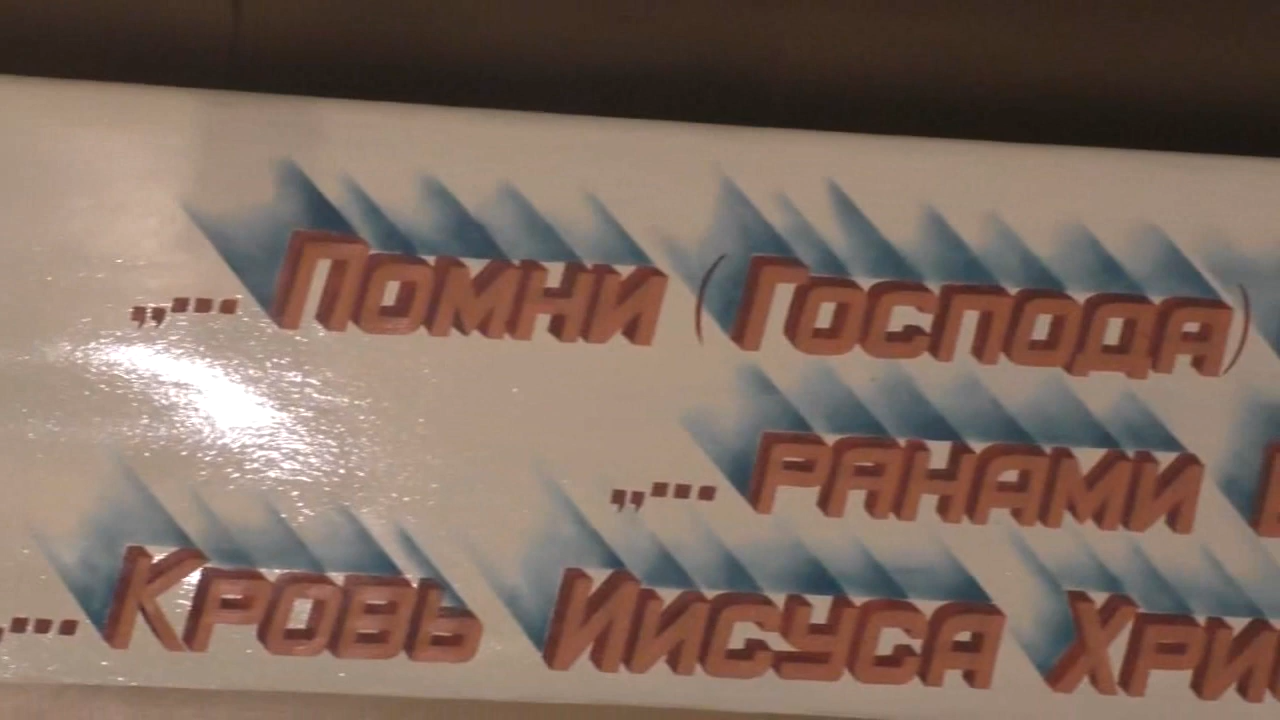 „... Помни (Господа)
„... ранами
... Кровь Иисуса